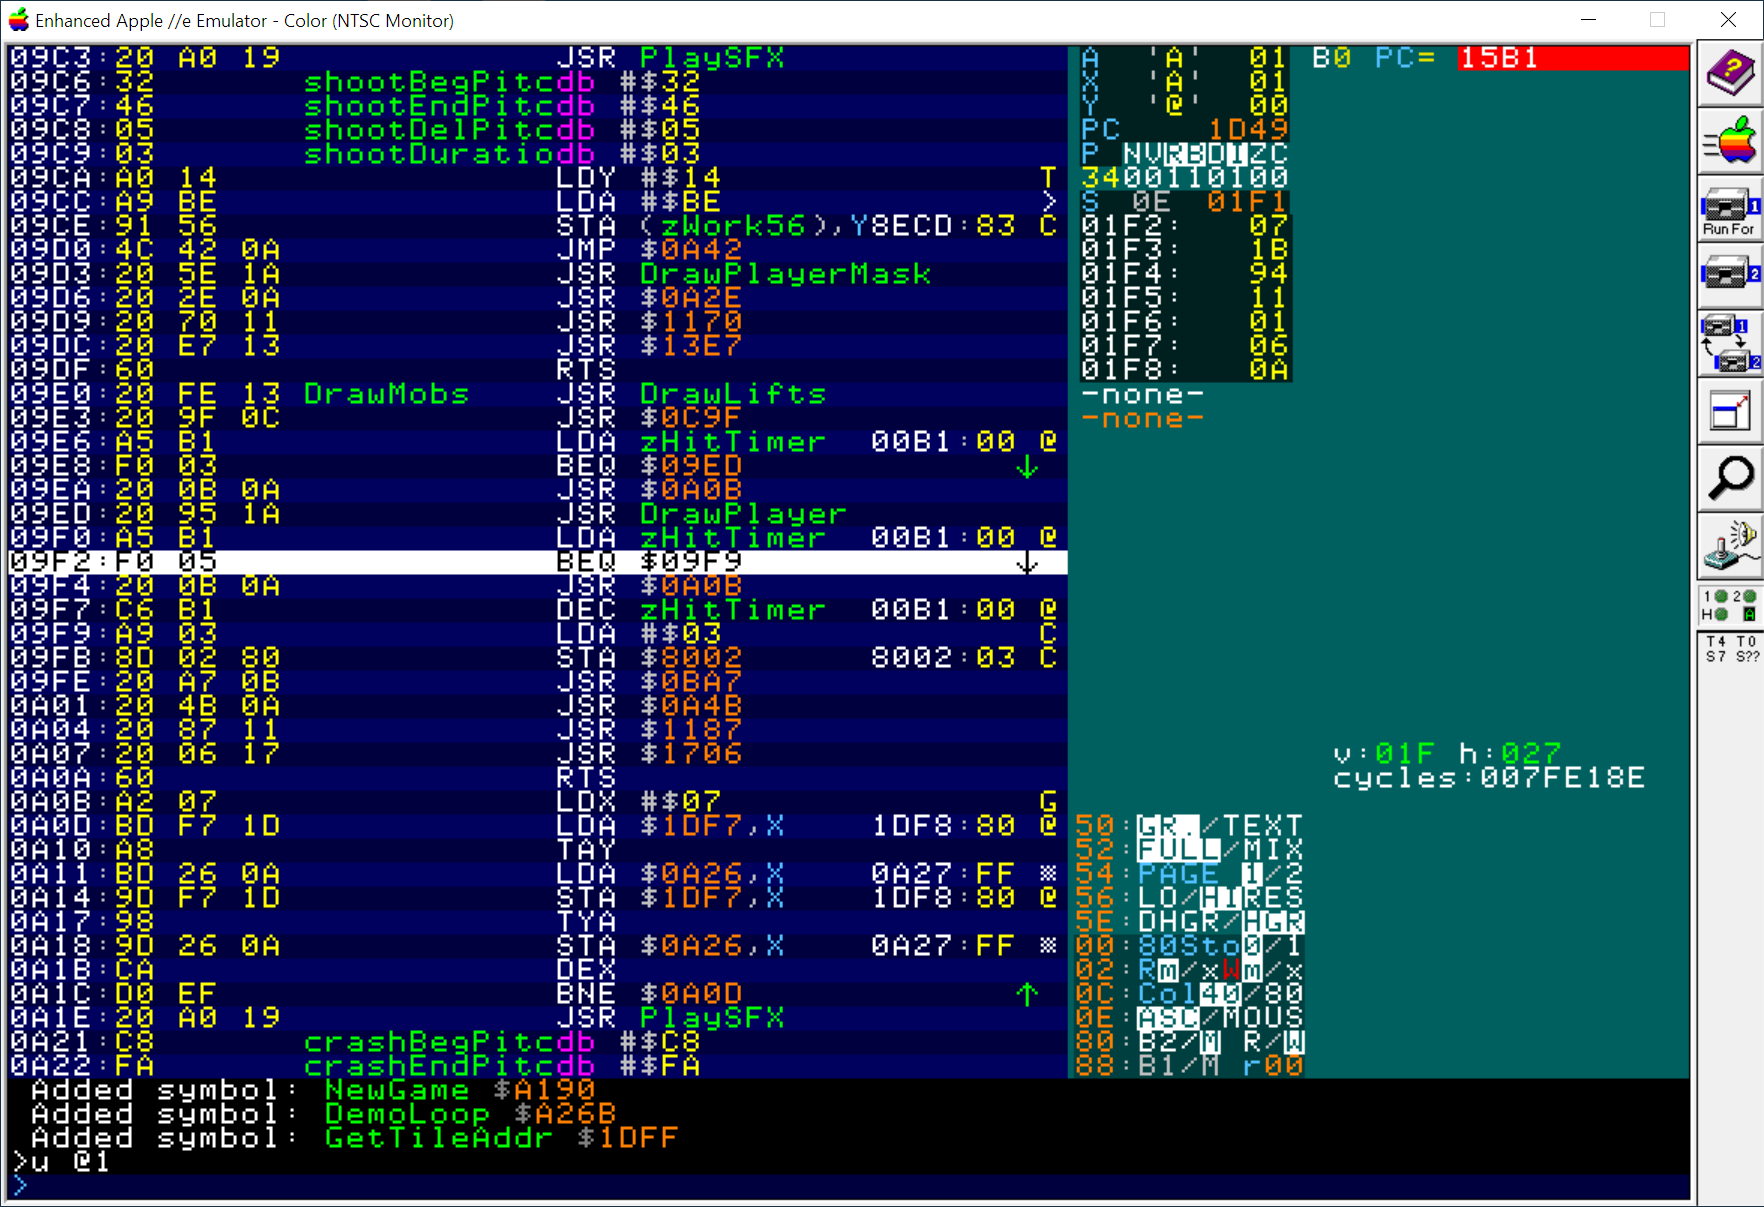 Enhanced Apple //e Emulator - Color (NTSC Monitor)
09C3:20 A0 19 JSR PlaySFX
09C6:32 shootBegPitcdb #$32
09C7:46 shootEndPitcdb #$46
09C8:05 shootDelPitcdb #$05
09C9:03 shootDuratiodb #$03
09CA:A0 14 LDY #$14 T
09CC:A9 BE LDA #$BE >
09CE:91 56 STA (zWork56),Y8ECD:83 C
09D0:4C 42 0A JMP $0A42
09D3:20 5E 1A JSR DrawPlayerMask
09D6:20 2E 0A JSR $0A2E
09D9:20 70 11 JSR $1170
09DC:20 E7 13 JSR $13E7
09DF:60 RTS
09E0:20 FE 13 DrawMobs JSR DrawLifts
09E3:20 9F 0C JSR $0C9F
09E6:A5 B1 LDA zHitTimer 00B1:00 @
09E8:F0 03 BEQ $09ED ↓
09EA:20 0B 0A JSR $0A0B
09ED:20 95 1A JSR DrawPlayer
09F0:A5 B1 LDA zHitTimer 00B1:00 @
09F2:F0 05 BEQ $09F9 ↓
09F4:20 0B 0A JSR $0A0B
09F7:C6 B1 DEC zHitTimer 00B1:00 @
09F9:A9 03 LDA #$03 C
09FB:8D 02 80 STA $8002 8002:03 C
09FE:20 A7 0B JSR $0BA7
0A01:20 4B 0A JSR $0A4B
0A04:20 87 11 JSR $1187
0A07:20 06 17 JSR $1706
0A0A:60 RTS
0A0B:A2 07 LDX #$07 G
0A0D:BD F7 1D LDA $1DF7,X 1DF8:80 @
0A10:A8 TAY
0A11:BD 26 0A LDA $0A26,X 0A27:FF
0A14:9D F7 1D STA $1DF7,X 1DF8:80 @
0A17:98 TYA
0A18:9D 26 0A STA $0A26,X 0A27:FF
0A1B:CA DEX
0A1C:D0 EF BNE $0A0D ↑
0A1E:20 A0 19 JSR PlaySFX
0A21:C8 crashBegPitcdb #$C8
0A22:FA crashEndPitcdb #$FA
A 'A' 01
X 'A' 01
Y '@' 00
PC 1D49
P NVRBDIZC
3400110100
S 0E 01F1
01F2: 07
01F3: 1B
01F4: 94
01F5: 11
01F6: 01
01F7: 06
01F8: 0A
-none-
-none-
B0 PC= 15B1
v:01F h:027
cycles:007FE18E
50:GR./TEXT
52:FULL/MIX
54:PAGE 1/2
56:LO/HIRES
5E:DHGR/HGR
00:80Sto0/1
02:Rm/xWm/x
0C:Col40/80
0E:ASC/MOUS
80:B2/M R/W
88:B1/M r00
Added symbol: NewGame $A190
Added symbol: DemoLoop $A26B
Added symbol: GetTileAddr $1DFF
>u @1
>
?
1
Run For
2
1
2
1 2
H A
T4 T0
S7 S??